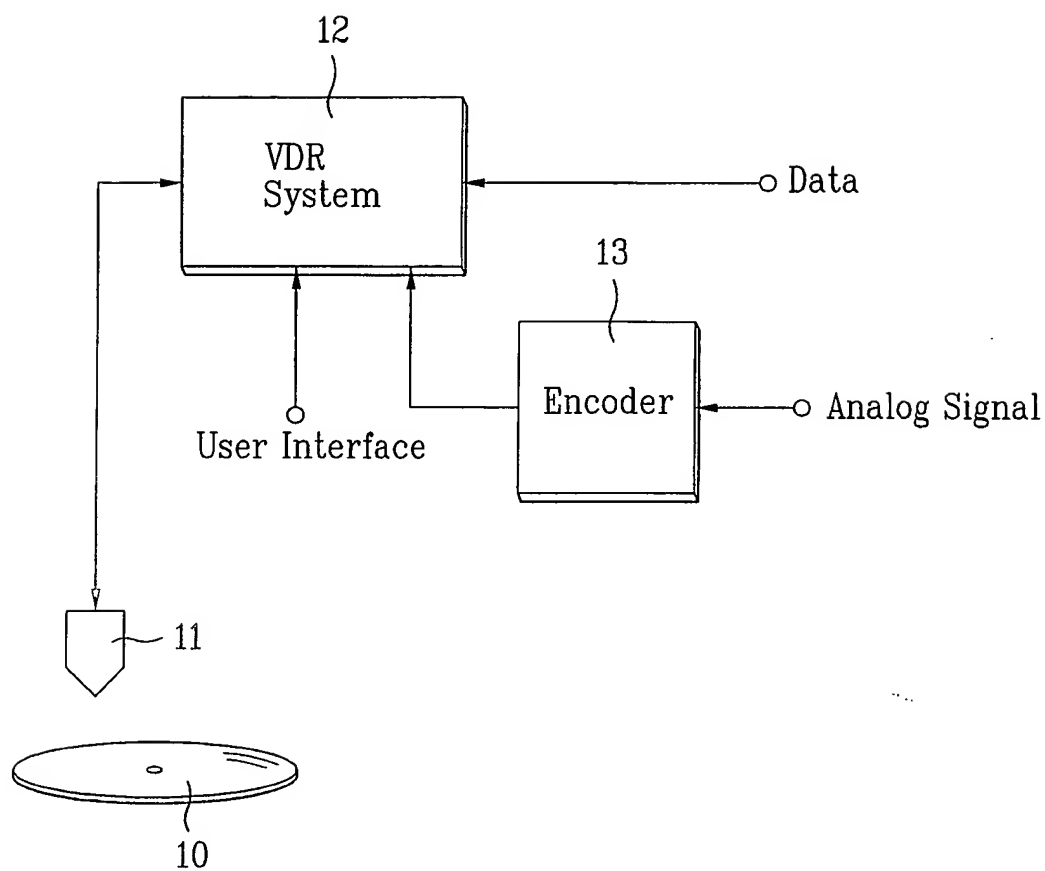 12
VDR
System
Data
13
Encoder
Analog Signal
User Interface
11
10